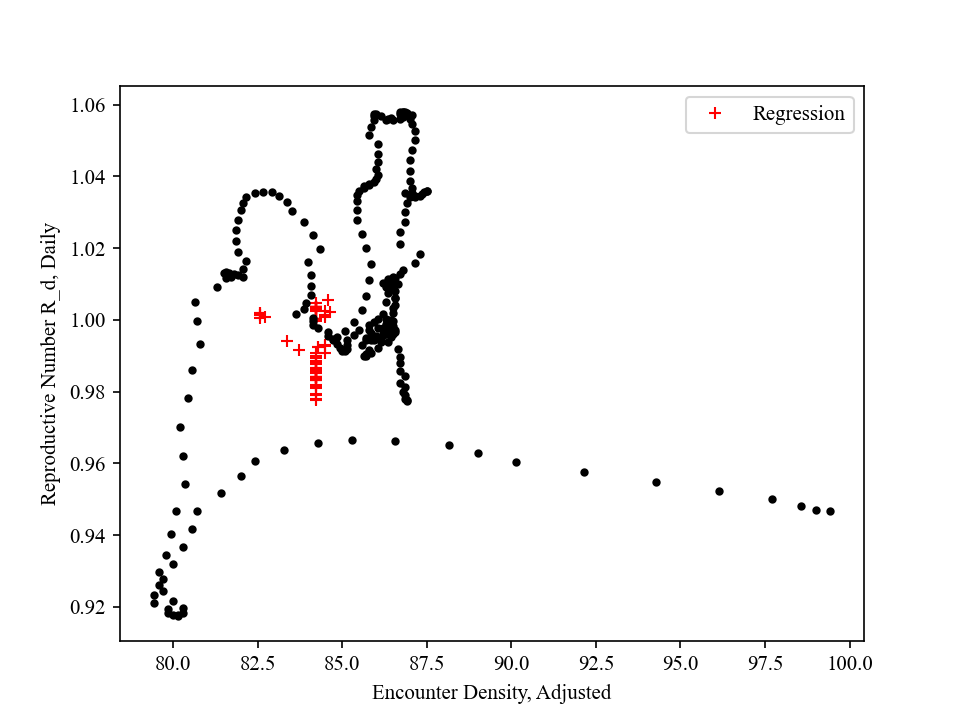 Regression
1.06
1.04
1.02
1.00
0.98
0.96
0.94
0.92
Reproductive Number R_d, Daily
80.0 82.5 85.0 87.5 90.0 92.5 95.0 97.5 100.0
Encounter Density, Adjusted